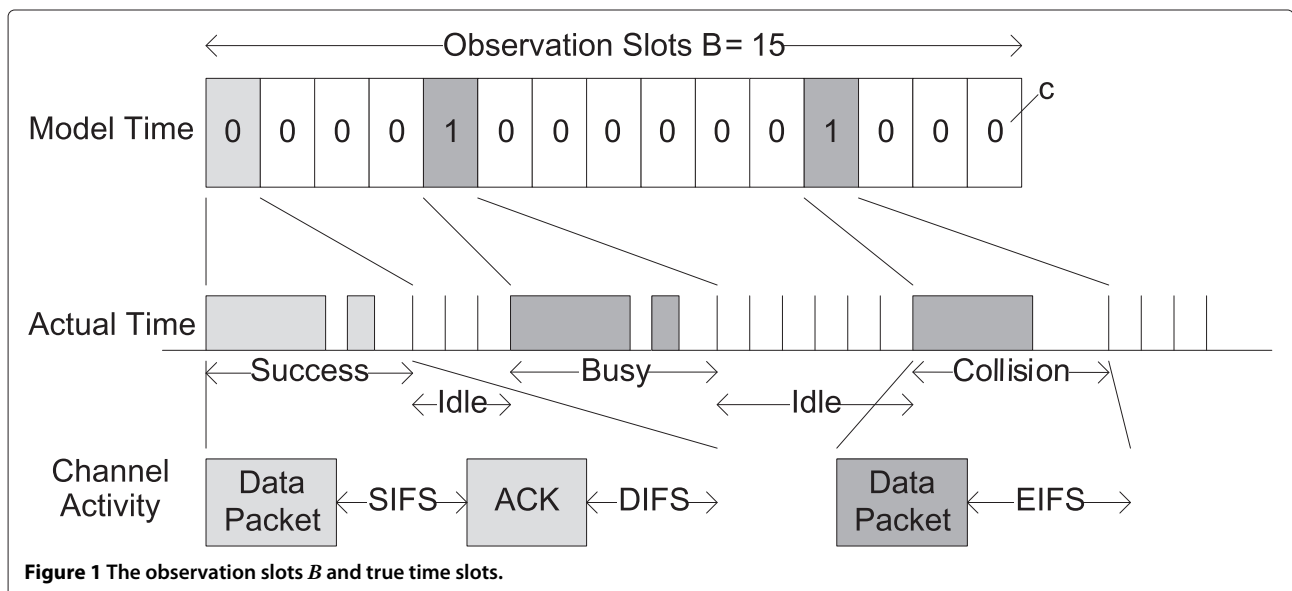 Observation Slots B= 15
c
Model Time 0 0 0 0 1 0 0 0 0 0 0 1 0 0 0
Actual Time
Success Busy Collision
Idle Idle
Channel
Activity
Data
Packet SIFS ACK DIFS
Data
Packet EIFS
Figure 1 The observation slots B and true time slots.